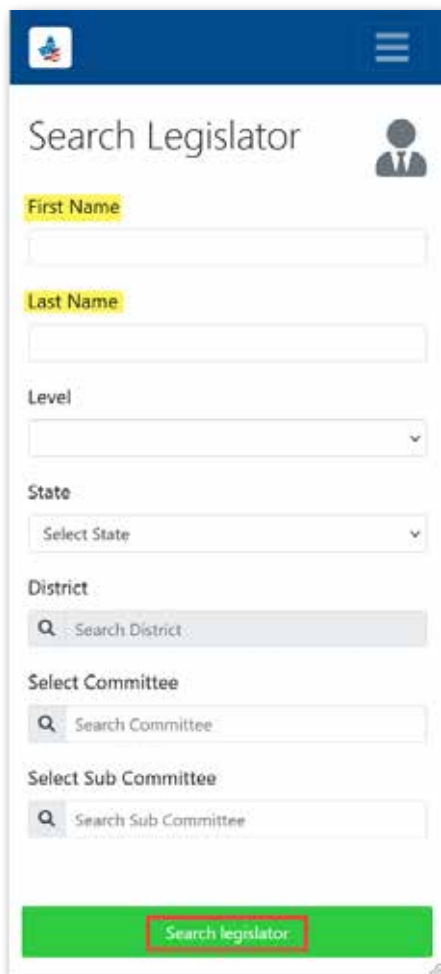 Search Legislator
First Name
Last Name
Level
State
Select State
District
Search District
Select Committee
Search Committee
Select Sub Committee
Search Sub Committee
Search legislator